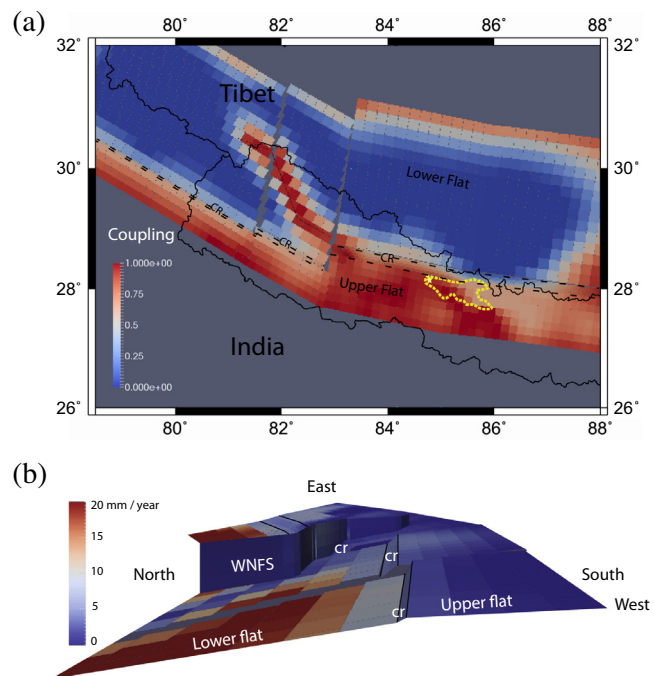 (a)
80˚ 82˚ 84˚ 86˚ 88˚
32˚ 32˚
Tibet
30˚ 30˚
Lower Flat
CR
Coupling
CR
CR
1.000e+00
0.75
Upper Flat
28˚ 28˚
0.5
0.25
India
0.000e+00
26˚ 26˚
80˚ 82˚ 84˚ 86˚ 88˚
(b)
East
20 mm / year
15
10
5
0
North
WNFS
cr
cr
South
West
cr
Upper flat
Lower flat